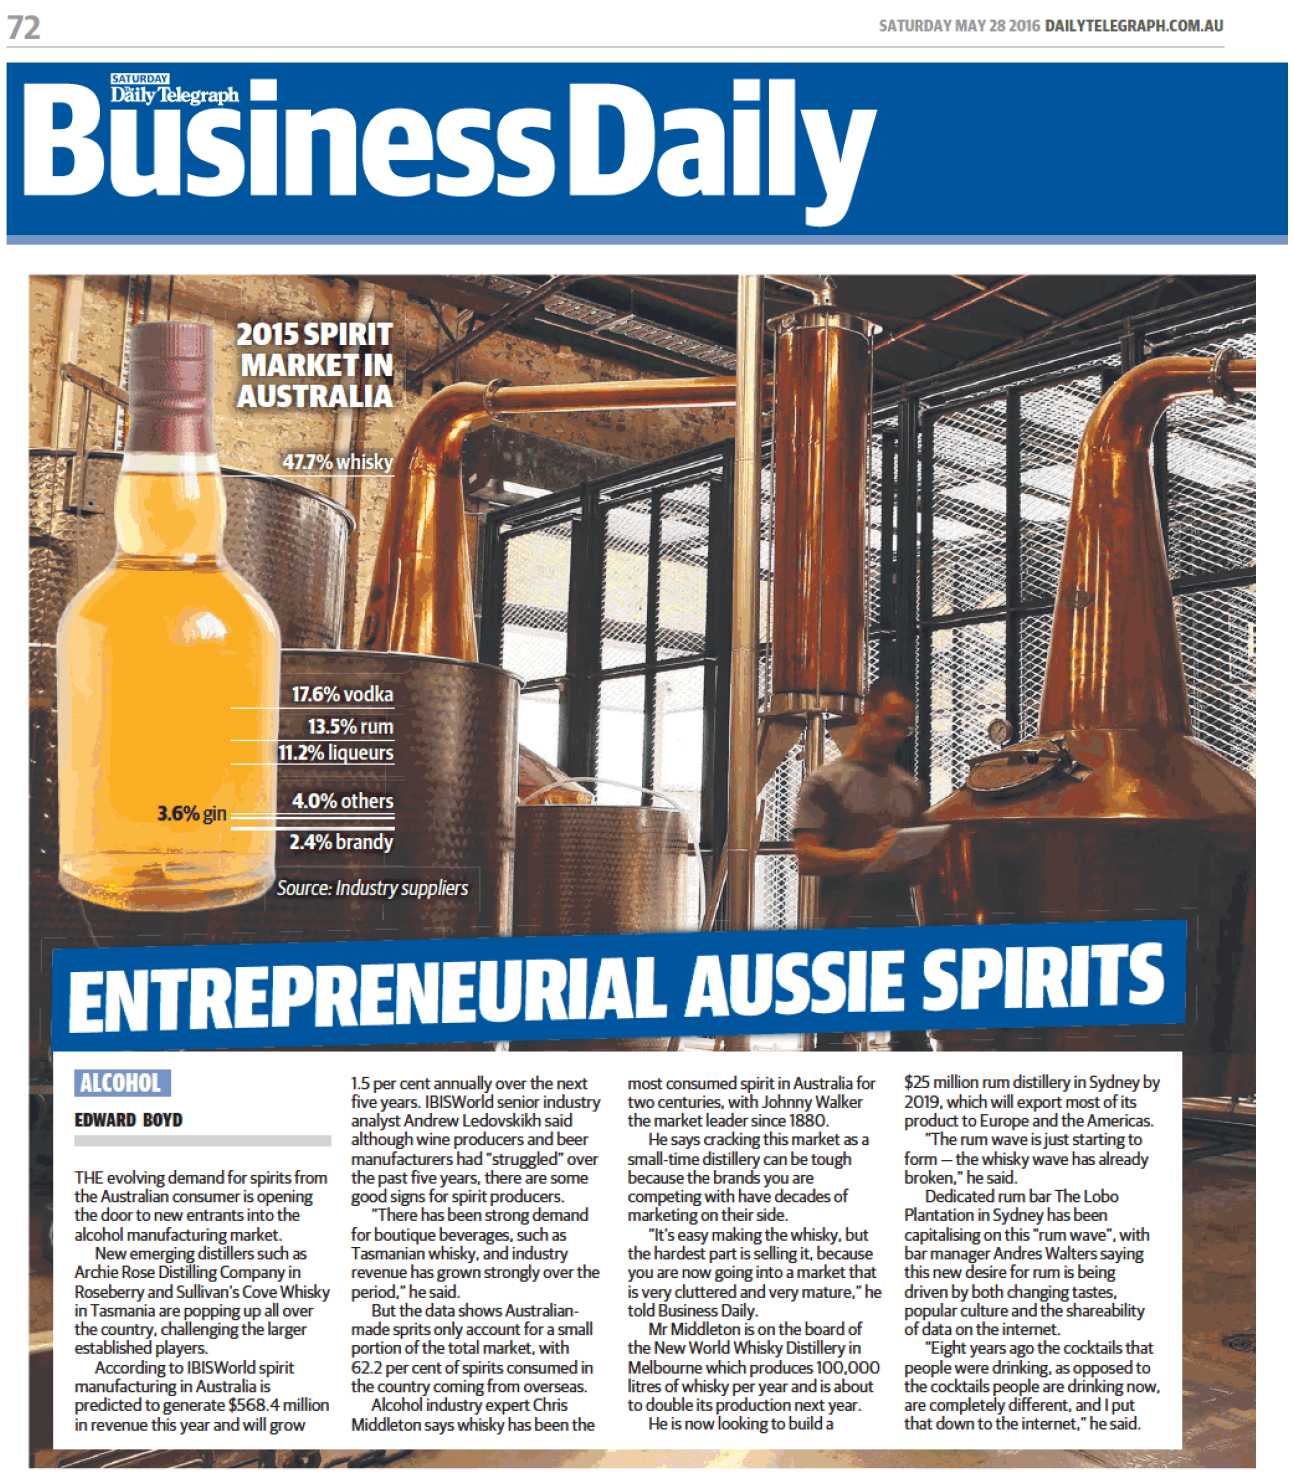 72
SATURDAY MAY 28 2016 DAILYTELEGRAPH.COM.AU
SATURDAY
The Daily Telegraph
Business Daily
2015 SPIRIT
MARKET IN
AUSTRALIA
47.7% whisky
17.6% vodka
13.5% rum
11.2% liqueurs
4.0% others
3.6% gin
2.4% brandy
Source: Industry suppliers
ENTREPRENEURIAL AUSSIE SPIRITS
ALCOHOL
EDWARD BOYD
THE evolving demand for spirits from
the Australian consumer is opening
the door to new entrants into the
alcohol manufacturing market.
New emerging distillers such as
Archie Rose Distilling Company in
Roseberry and Sullivan's Cove Whisky
in Tasmania are popping up all over
the country, challenging the larger
established players.
According to IBISWorld spirit
manufacturing in Australia is
predicted to generate $568.4 million
in revenue this year and will grow
1.5 per cent annually over the next
five years. IBISWorld senior industry
analyst Andrew Ledovskikh said
although wine producers and beer
manufacturers had "struggled" over
the past five years, there are some
good signs for spirit producers.
"There has been strong demand
for boutique beverages, such as
Tasmanian whisky, and industry
revenue has grown strongly over the
period," he said.
But the data shows Australian-
made sprits only account for a small
portion of the total market, with
62.2 per cent of spirits consumed in
the country coming from overseas.
Alcohol industry expert Chris
Middleton says whisky has been the
most consumed spirit in Australia for
two centuries, with Johnny Walker
the market leader since 1880.
He says cracking this market as a
small-time distillery can be tough
because the brands you are
competing with have decades of
marketing on their side.
"It's easy making the whisky, but
the hardest part is selling it, because
you are now going into a market that
is very cluttered and very mature," he
told Business Daily.
Mr Middleton is on the board of
the New World Whisky Distillery in
Melbourne which produces 100,000
litres of whisky per year and is about
to double its production next year.
He is now looking to build a
$25 million rum distillery in Sydney by
2019, which will export most of its
product to Europe and the Americas.
"The rum wave is just starting to
form — the whisky wave has already
broken," he said.
Dedicated rum bar The Lobo
Plantation in Sydney has been
capitalising on this "rum wave", with
bar manager Andres Walters saying
this new desire for rum is being
driven by both changing tastes,
popular culture and the shareability
of data on the internet.
"Eight years ago the cocktails that
people were drinking, as opposed to
the cocktails people are drinking now,
are completely different, and I put
that down to the internet," he said.